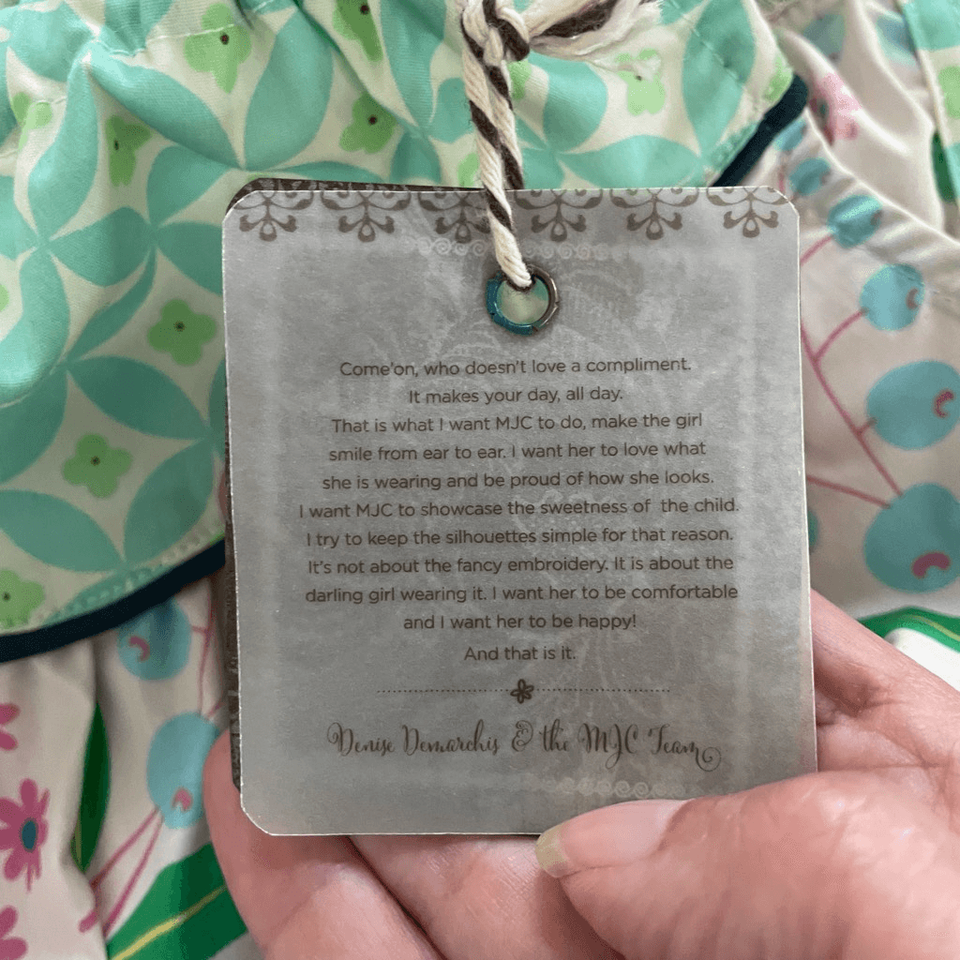 Come'on, who doesn't love a compliment.
It makes your day, all day.
That is what I want MJC to do, make the girl
smile from ear to ear. I want her to love what
she is wearing and be proud of how she looks.
I want MJC to showcase the sweetness of the child.
I try to keep the silhouettes simple for that reason.
It's not about the fancy embroidery. It is about the
darling girl wearing it. I want her to be comfortable
and I want her to be happy!
And that is it.
Denise Demarchis & the MJC Team